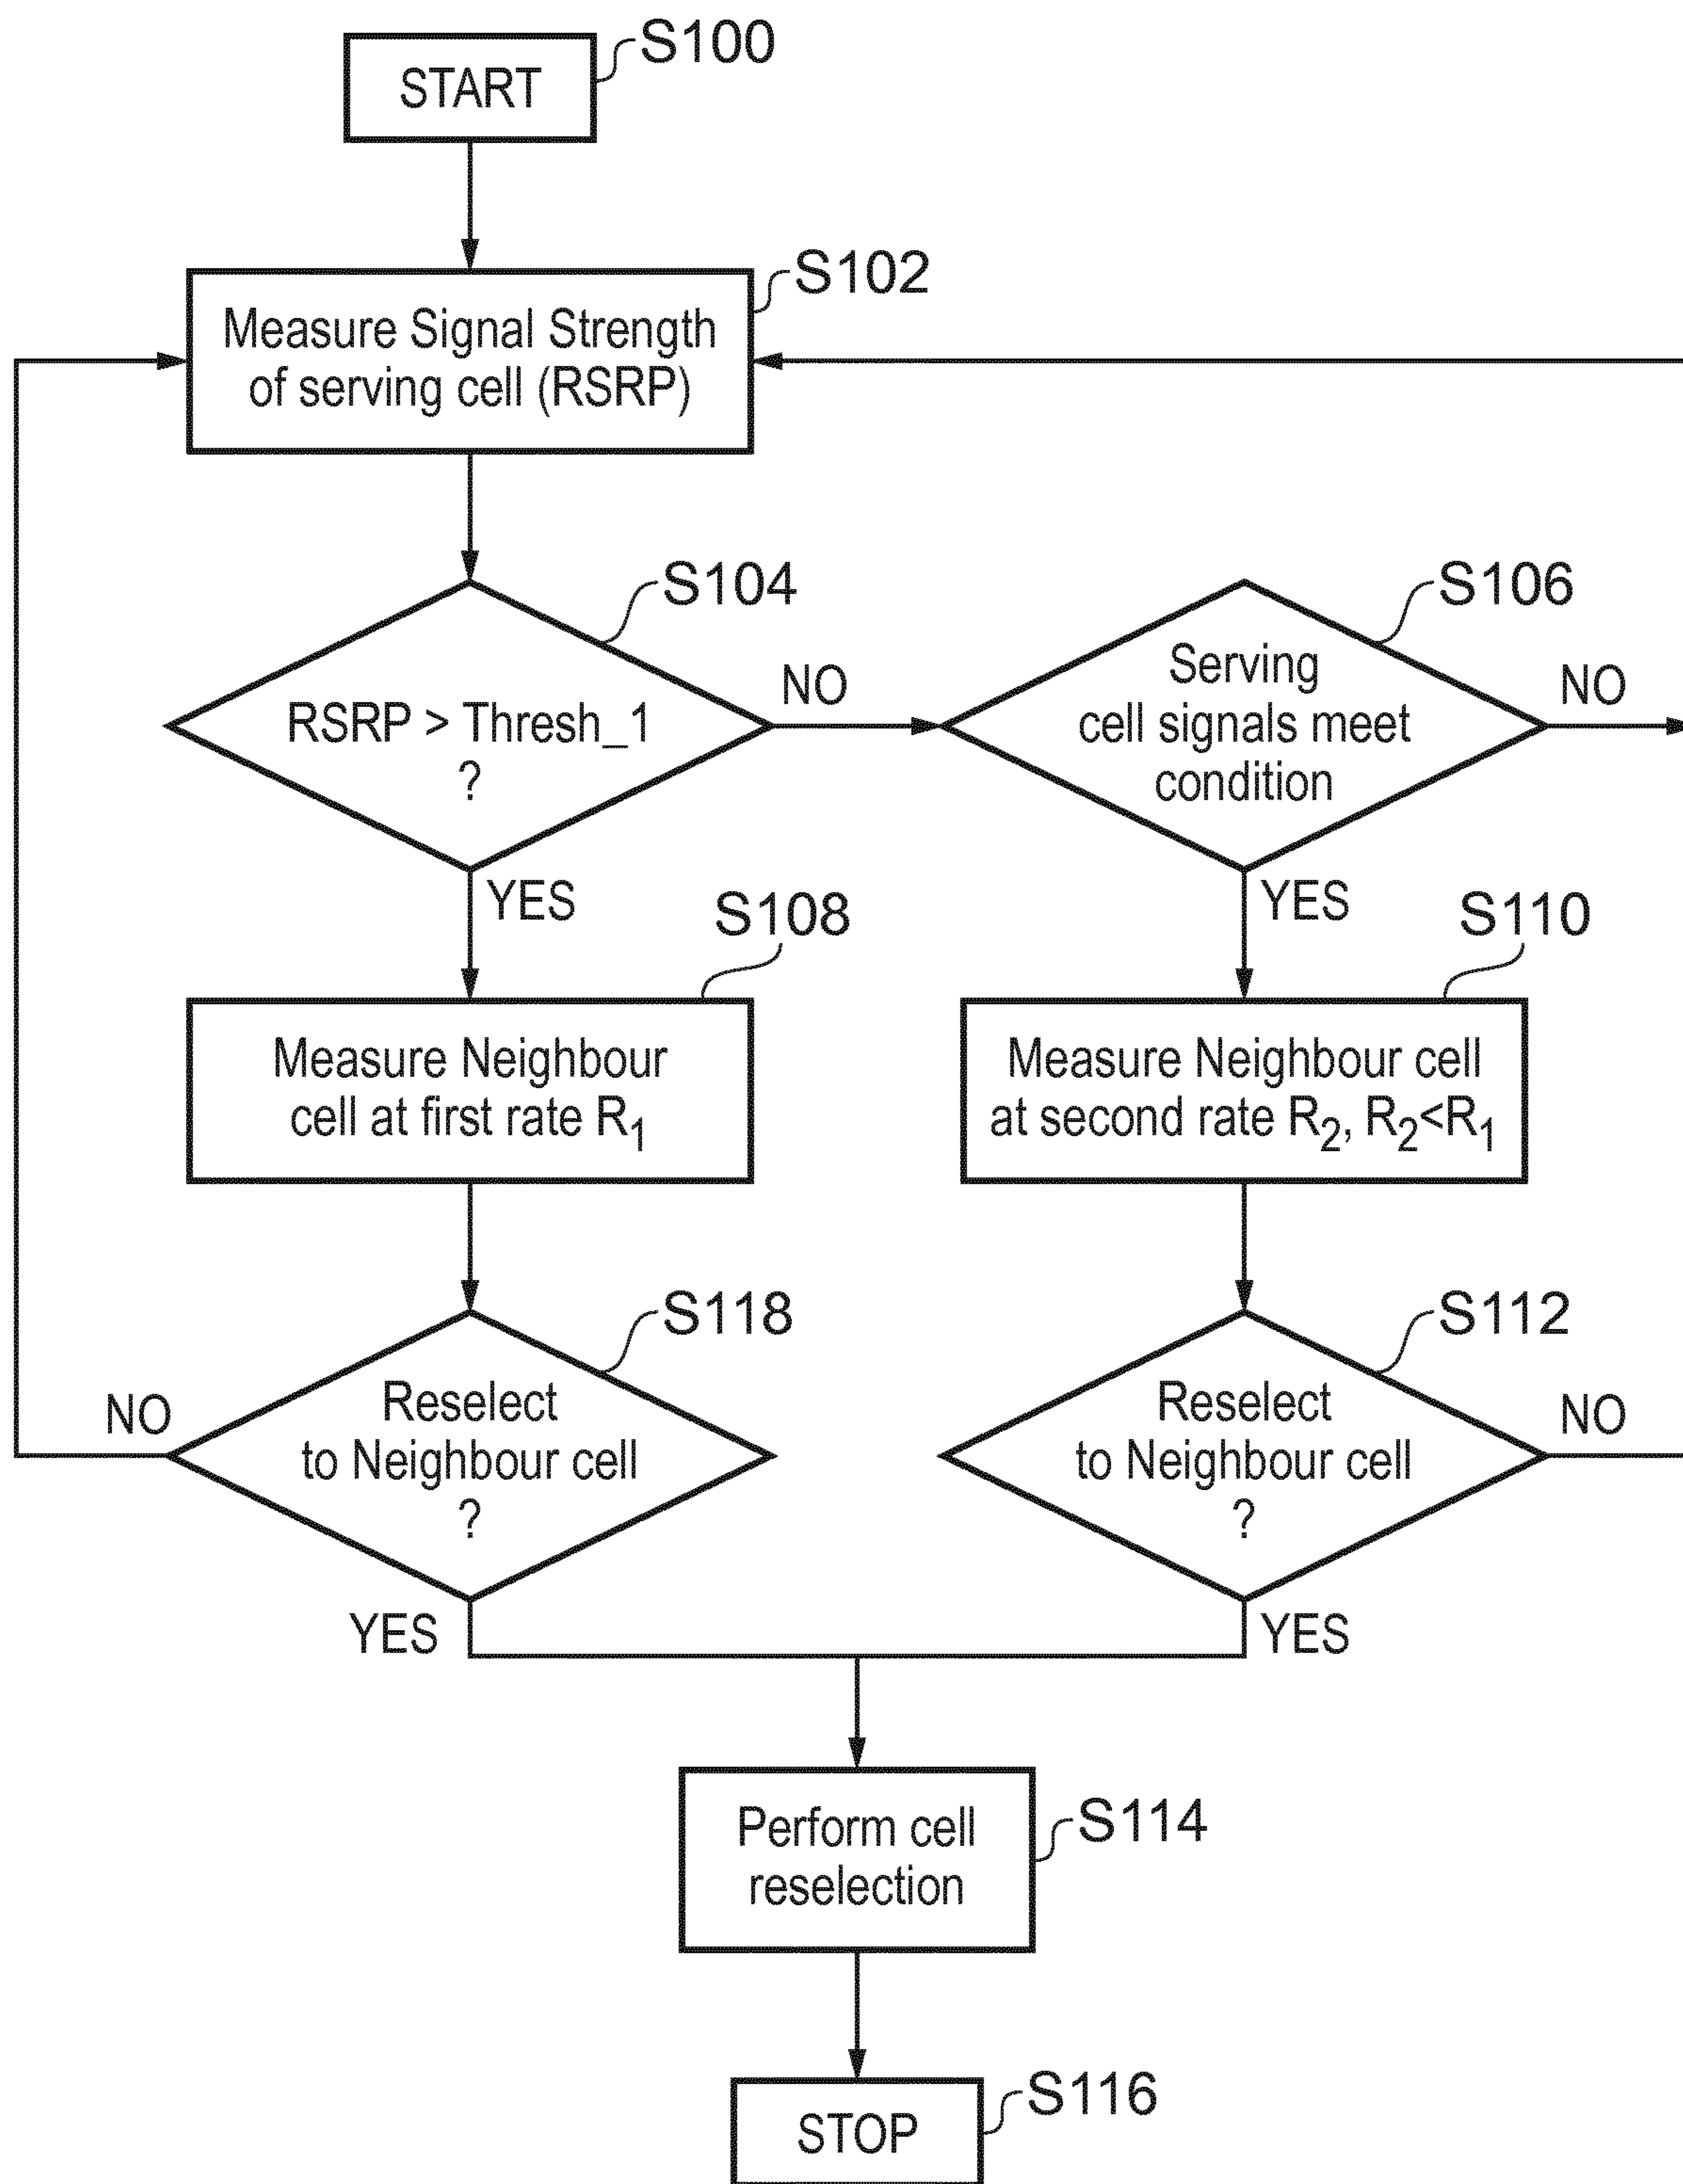 START
S100
Measure Signal Strength
of serving cell (RSRP)
S102
RSRP > Thresh_1
?
S104
NO
YES
Serving
cell signals meet
condition
S106
NO
YES
Measure Neighbour
cell at first rate R1
S108
Measure Neighbour cell
at second rate R2, R2<R1
S110
Reselect
to Neighbour cell
?
S118
NO
YES
Reselect
to Neighbour cell
?
S112
NO
YES
Perform cell
reselection
S114
STOP
S116